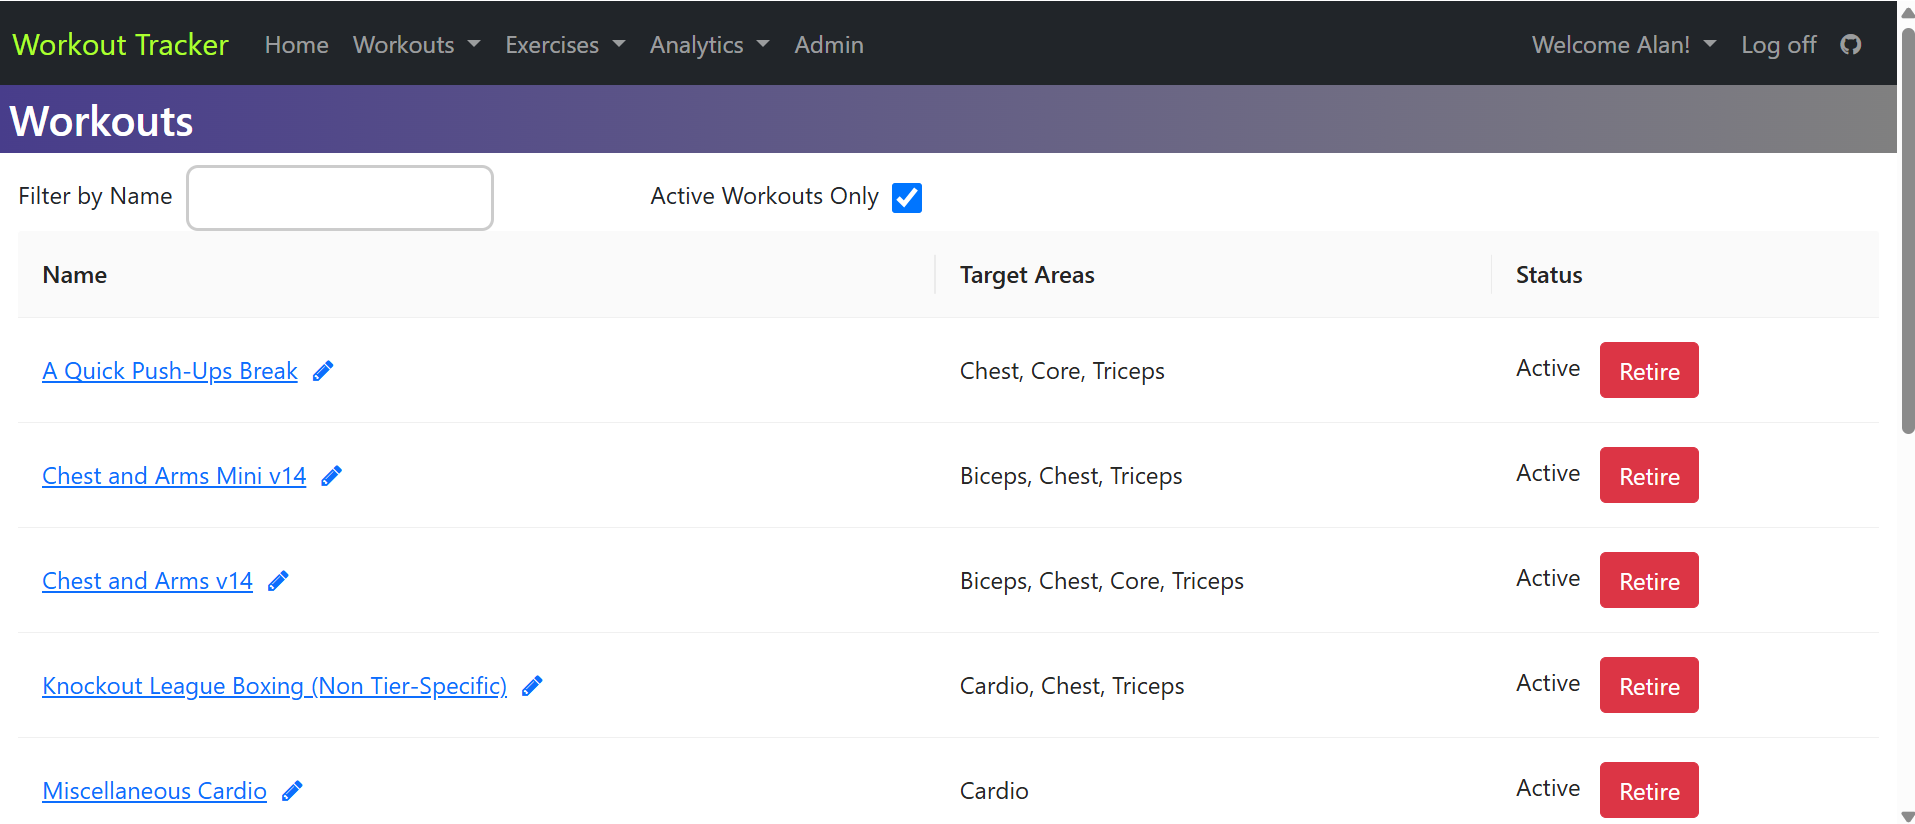 Workout Tracker Home Workouts Exercises Analytics Admin Welcome Alan! Log off
Workouts
Filter by Name Active Workouts Only
Name Target Areas Status
A Quick Push-Ups Break Chest, Core, Triceps Active Retire
Chest and Arms Mini v14 Biceps, Chest, Triceps Active Retire
Chest and Arms v14 Biceps, Chest, Core, Triceps Active Retire
Knockout League Boxing (Non Tier-Specific) Cardio, Chest, Triceps Active Retire
Miscellaneous Cardio Cardio Active Retire